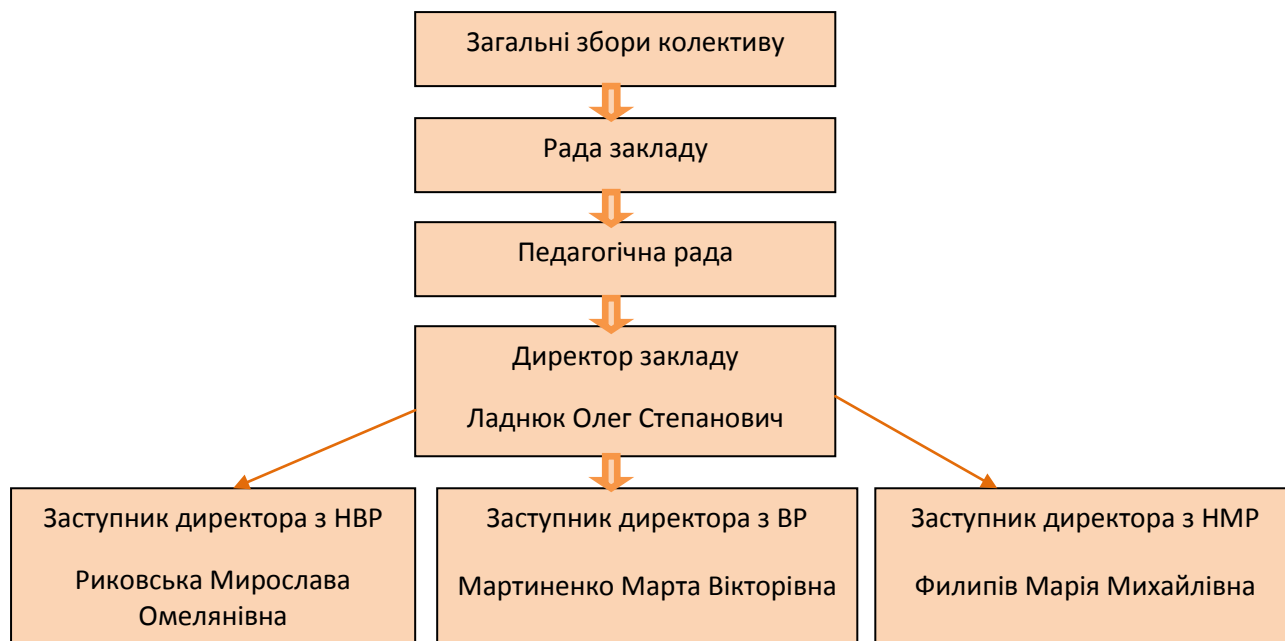 Загальні збори колективу
Рада закладу
Педагогічна рада
Директор закладу
Ладнюк Олег Степанович
Заступник директора з НВР
Риковська Мирослава
Омелянівна
Заступник директора з ВР
Мартиненко Марта Вікторівна
Заступник директора з НМР
Филипів Марія Михайлівна